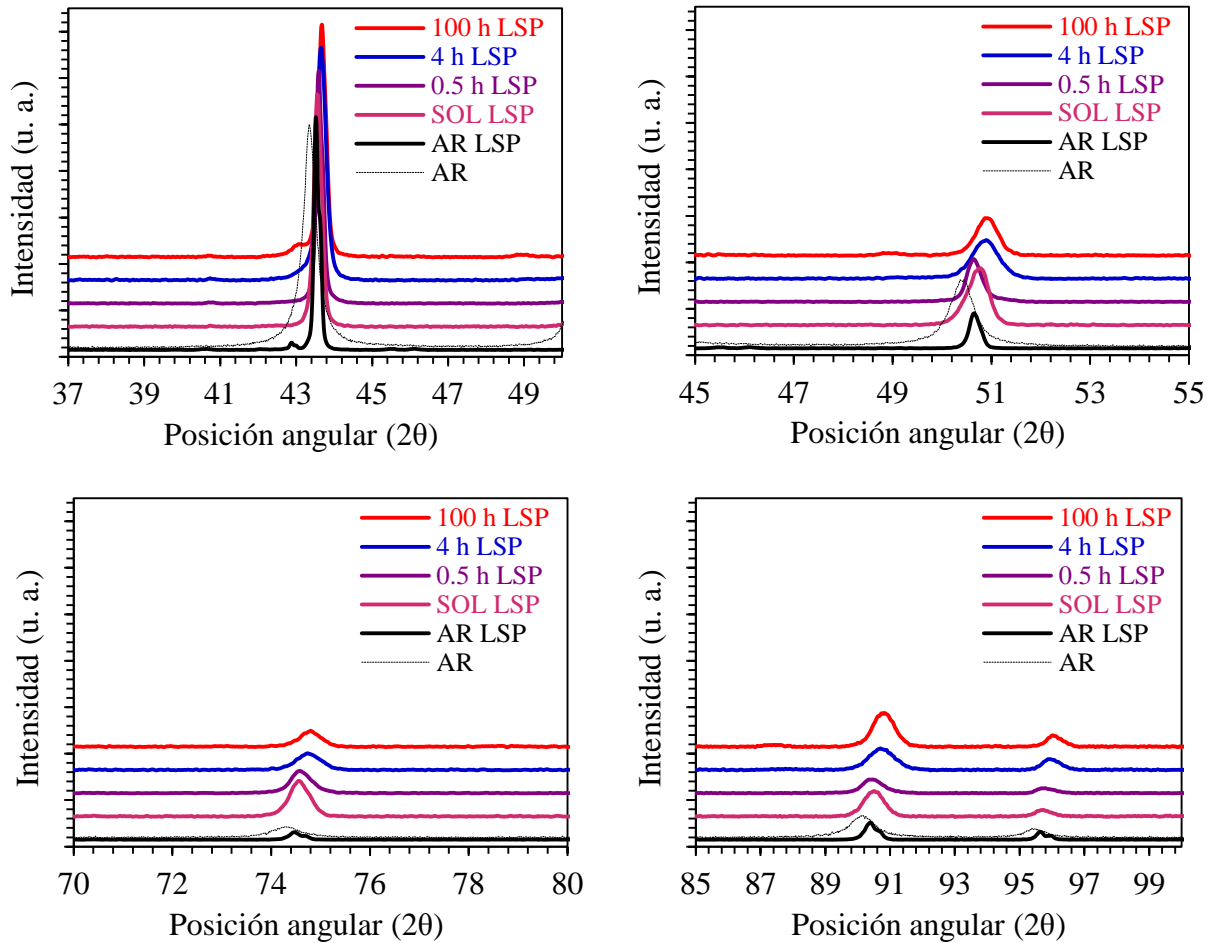 Intensidad (u. a.)
100 h LSP
4 h LSP
0.5 h LSP
SOL LSP
AR LSP
AR
37 39 41 43 45 47 49
Posición angular (2θ)
Intensidad (u. a.)
100 h LSP
4 h LSP
0.5 h LSP
SOL LSP
AR LSP
AR
45 47 49 51 53 55
Posición angular (2θ)
Intensidad (u. a.)
100 h LSP
4 h LSP
0.5 h LSP
SOL LSP
AR LSP
AR
70 72 74 76 78 80
Posición angular (2θ)
Intensidad (u. a.)
100 h LSP
4 h LSP
0.5 h LSP
SOL LSP
AR LSP
AR
85 87 89 91 93 95 97 99
Posición angular (2θ)